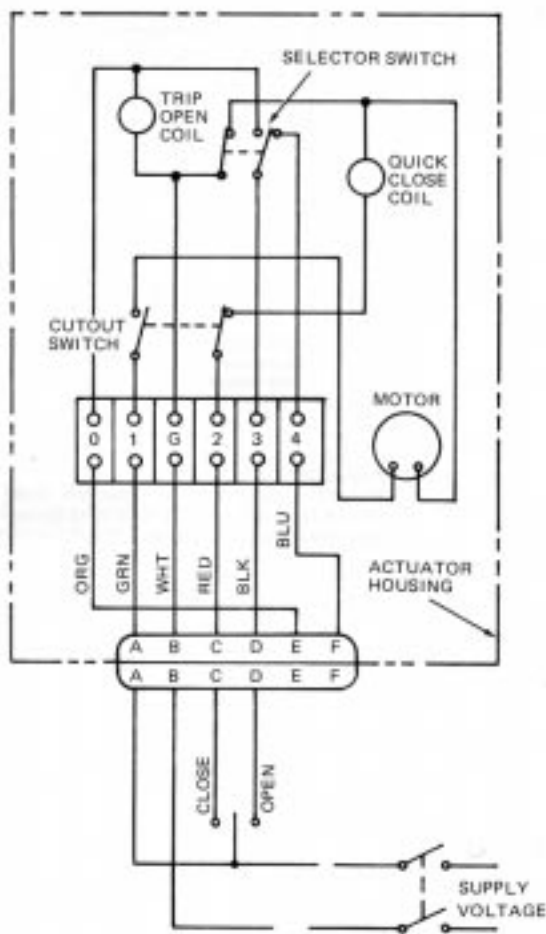 SELECTOR SWITCH
TRIP
OPEN
COIL
QUICK
CLOSE
COIL
CUTOUT
SWITCH
MOTOR
0 1 G 2 3 4
ORG
GRN
WHT
RED
BLK
BLU
ACTUATOR
HOUSING
A B C D E F
A B C D E F
CLOSE
OPEN
SUPPLY
VOLTAGE